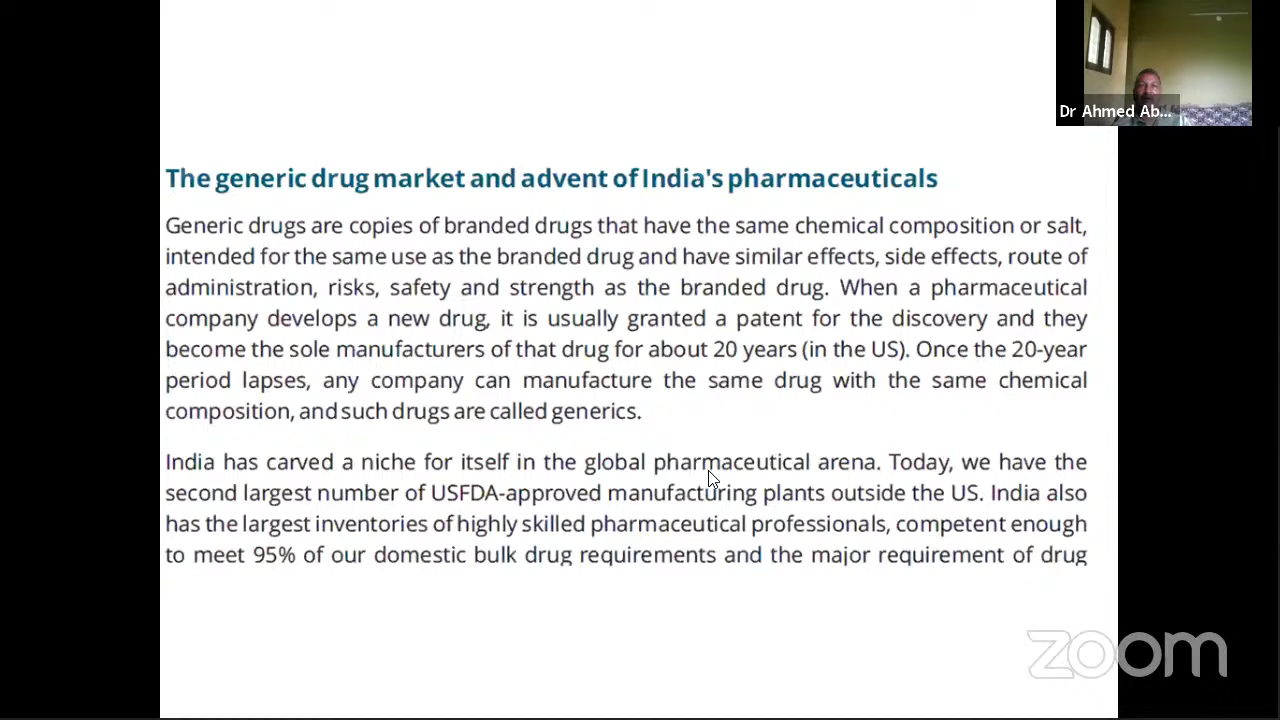 Dr Ahmed Ab...
The generic drug market and advent of India's pharmaceuticals
Generic drugs are copies of branded drugs that have the same chemical composition or salt,
intended for the same use as the branded drug and have similar effects, side effects, route of
administration, risks, safety and strength as the branded drug. When a pharmaceutical
company develops a new drug, it is usually granted a patent for the discovery and they
become the sole manufacturers of that drug for about 20 years (in the US). Once the 20-year
period lapses, any company can manufacture the same drug with the same chemical
composition, and such drugs are called generics.
India has carved a niche for itself in the global pharmaceutical arena. Today, we have the
second largest number of USFDA-approved manufacturing plants outside the US. India also
has the largest inventories of highly skilled pharmaceutical professionals, competent enough
to meet 95% of our domestic bulk drug requirements and the major requirement of drug
zoom